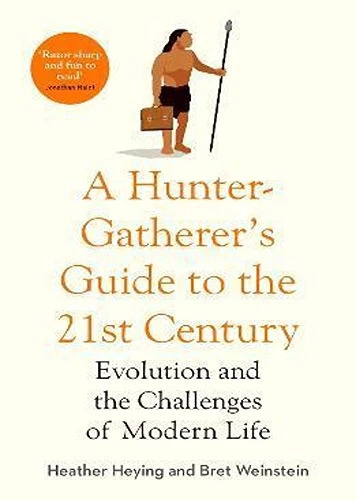 'Razor sharp
and fun to
read'
Jonathan Haidt
A Hunter-
Gatherer's
Guide to the
21st Century
Evolution and
the Challenges
of Modern Life
Heather Heying and Bret Weinstein